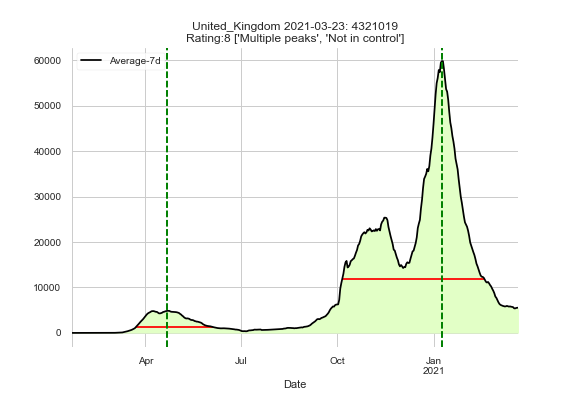 United_Kingdom 2021-03-23: 4321019
Rating:8 ['Multiple peaks', 'Not in control']
Average-7d
60000
50000
40000
30000
20000
10000
0
Apr Jul Oct Jan
2021
Date